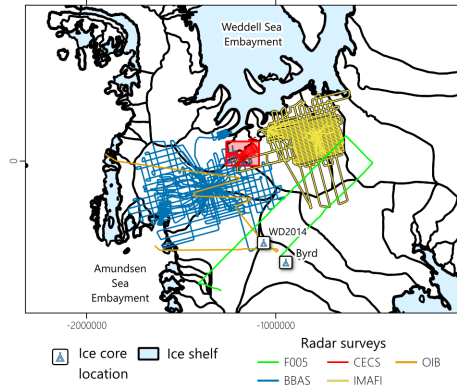 Weddell Sea
Embayment
0
WD2014
Byrd
Amundsen
Sea
Embayment
-2000000
-1000000
Ice core
location
Ice shelf
Radar surveys
F005
CECS
OIB
BBAS
IMAFI